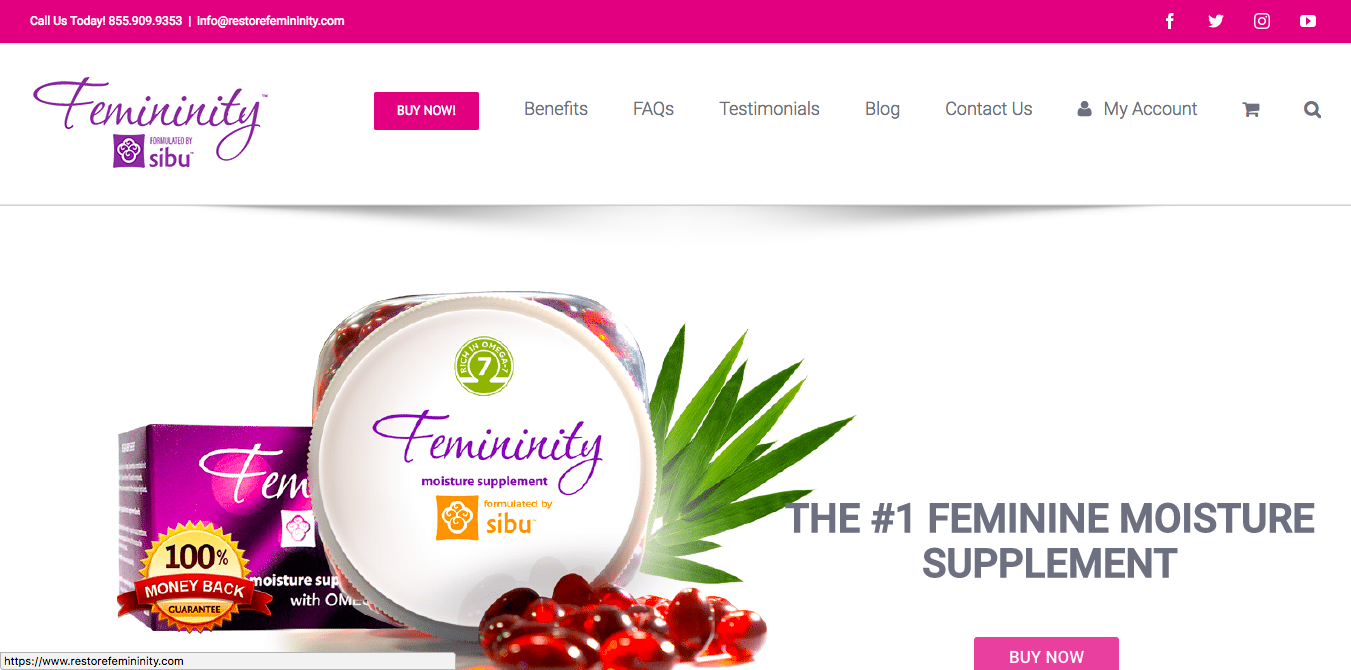 Call Us Today! 855.909.9353 | info@restorefemininity.com
Femininity™
FORMULATED BY
sibu™
BUY NOW!
Benefits
FAQs
Testimonials
Blog
Contact Us
My Account
RICH IN OMEGA-7
7
Femininity
moisture supplement
formulated by
sibu™
Fem
moisture sup
with OME
100%
MONEY BACK
GUARANTEE
THE #1 FEMININE MOISTURE
SUPPLEMENT
BUY NOW
https://www.restorefemininity.com